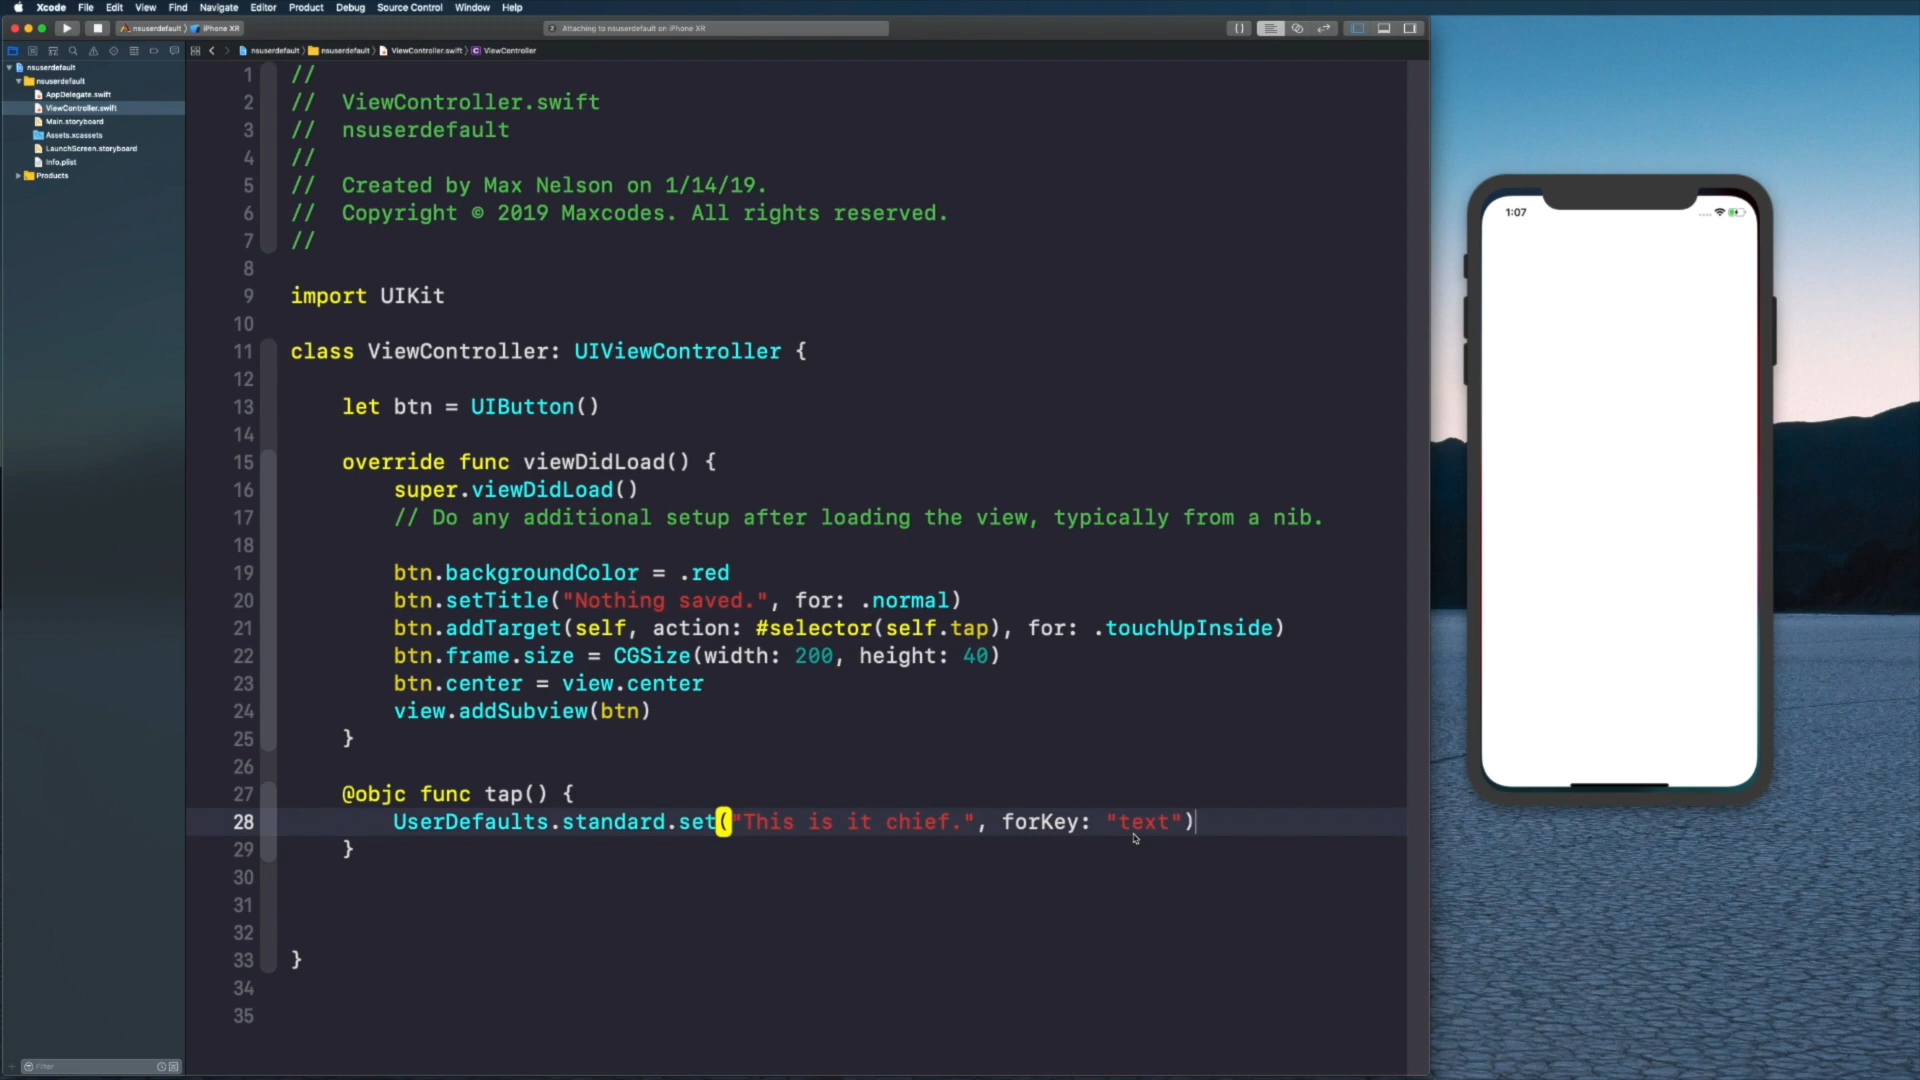 Xcode File Edit View Find Navigate Editor Product Debug Source Control Window Help
nsuserdefault iPhone XR
Attaching to nsuserdefault on iPhone XR
nsuserdefault nsuserdefault ViewController.swift C ViewController
nsuserdefault
nsuserdefault
AppDelegate.swift
ViewController.swift
Main.storyboard
Assets.xcassets
LaunchScreen.storyboard
Info.plist
Products
Filter
1 //
2 // ViewController.swift
3 // nsuserdefault
4 //
5 // Created by Max Nelson on 1/14/19.
6 // Copyright © 2019 Maxcodes. All rights reserved.
7 //
8
9 import UIKit
10
11 class ViewController: UIViewController {
12
13 let btn = UIButton()
14
15 override func viewDidLoad() {
16 super.viewDidLoad()
17 // Do any additional setup after loading the view, typically from a nib.
18
19 btn.backgroundColor = .red
20 btn.setTitle("Nothing saved.", for: .normal)
21 btn.addTarget(self, action: #selector(self.tap), for: .touchUpInside)
22 btn.frame.size = CGSize(width: 200, height: 40)
23 btn.center = view.center
24 view.addSubview(btn)
25 }
26
27 @objc func tap() {
28 UserDefaults.standard.set("This is it chief.", forKey: "text")
29 }
30
31
32
33 }
34
35
1:07